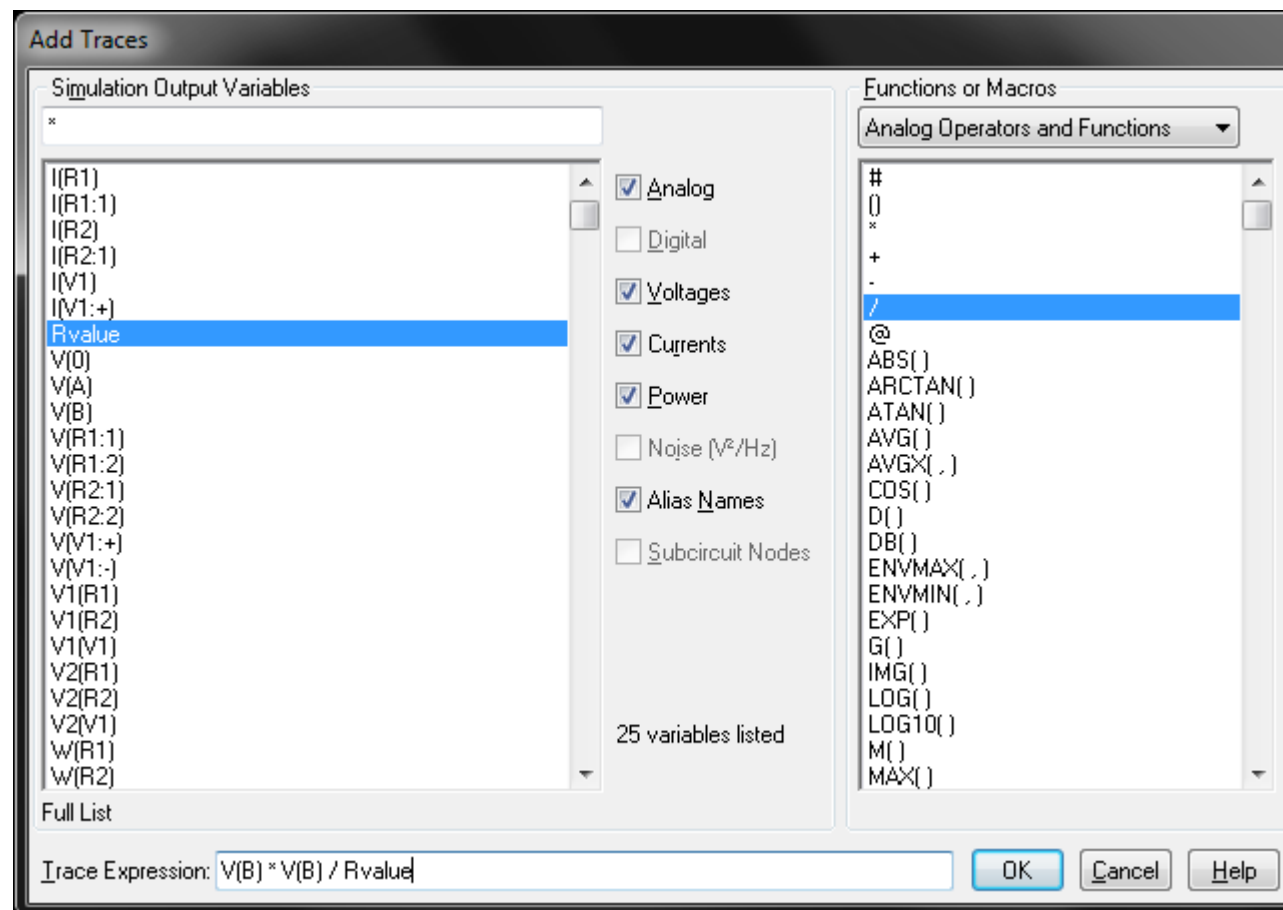 Add Traces
Simulation Output Variables
*
I(R1)
I(R1:1)
I(R2)
I(R2:1)
I(V1)
I(V1:+)
Rvalue
V(0)
V(A)
V(B)
V(R1:1)
V(R1:2)
V(R2:1)
V(R2:2)
V(V1:+)
V(V1:-)
V1(R1)
V1(R2)
V1(V1)
V2(R1)
V2(R2)
V2(V1)
W(R1)
W(R2)
Full List
Analog
Digital
Voltages
Currents
Power
Noise (V²/Hz)
Alias Names
Subcircuit Nodes
25 variables listed
Functions or Macros
Analog Operators and Functions
#
()
*
+
-
/
@
ABS( )
ARCTAN( )
ATAN( )
AVG( )
AVGX( , )
COS( )
D( )
DB( )
ENVMAX( , )
ENVMIN( , )
EXP( )
G( )
IMG( )
LOG( )
LOG10( )
M( )
MAX( )
Trace Expression: V(B) * V(B) / Rvalue
OK
Cancel
Help